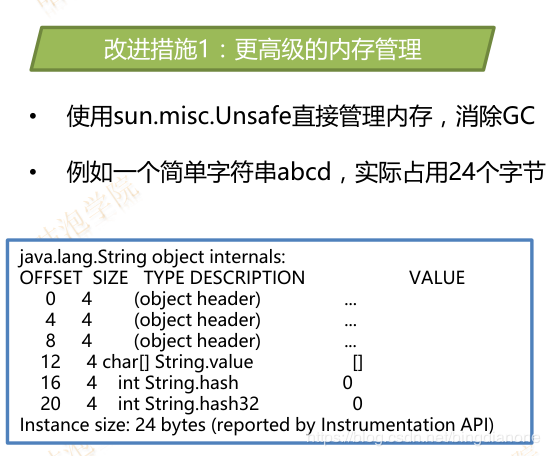 改进措施1：更高级的内存管理
• 使用sun.misc.Unsafe直接管理内存，消除GC
• 例如一个简单字符串abcd，实际占用24个字节
java.lang.String object internals:
OFFSET SIZE TYPE DESCRIPTION VALUE
0 4 (object header) ...
4 4 (object header) ...
8 4 (object header) ...
12 4 char[] String.value []
16 4 int String.hash 0
20 4 int String.hash32 0
Instance size: 24 bytes (reported by Instrumentation API)